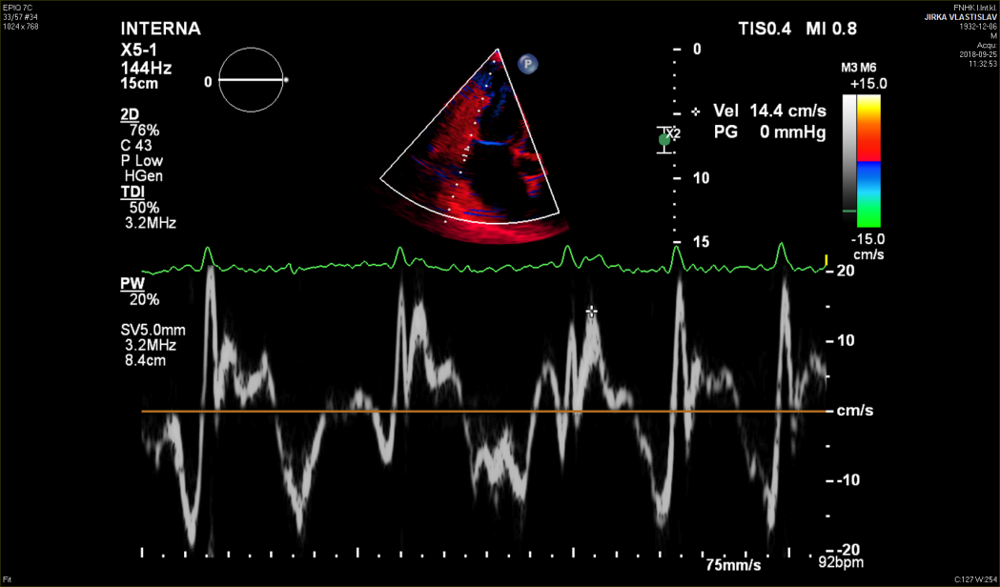 EPIQ 7C
33/57 #34
1024 x 768
FNHK I.Int.kl.
JIRKA VLASTISLAV
1932-12-06
M
Acqu:
2018-09-25
11:32:53
INTERNA
X5-1
144Hz
15cm
0
2D
76%
C 43
P Low
HGen
TDI
50%
3.2MHz
P
TIS0.4 MI 0.8
M3 M6
+15.0
-15.0
cm/s
Vel 14.4 cm/s
PG 0 mmHg
X2
0
10
15
PW
20%
SV5.0mm
3.2MHz
8.4cm
20
10
cm/s
-10
-20
75mm/s
92bpm
Fit
C:127 W:254